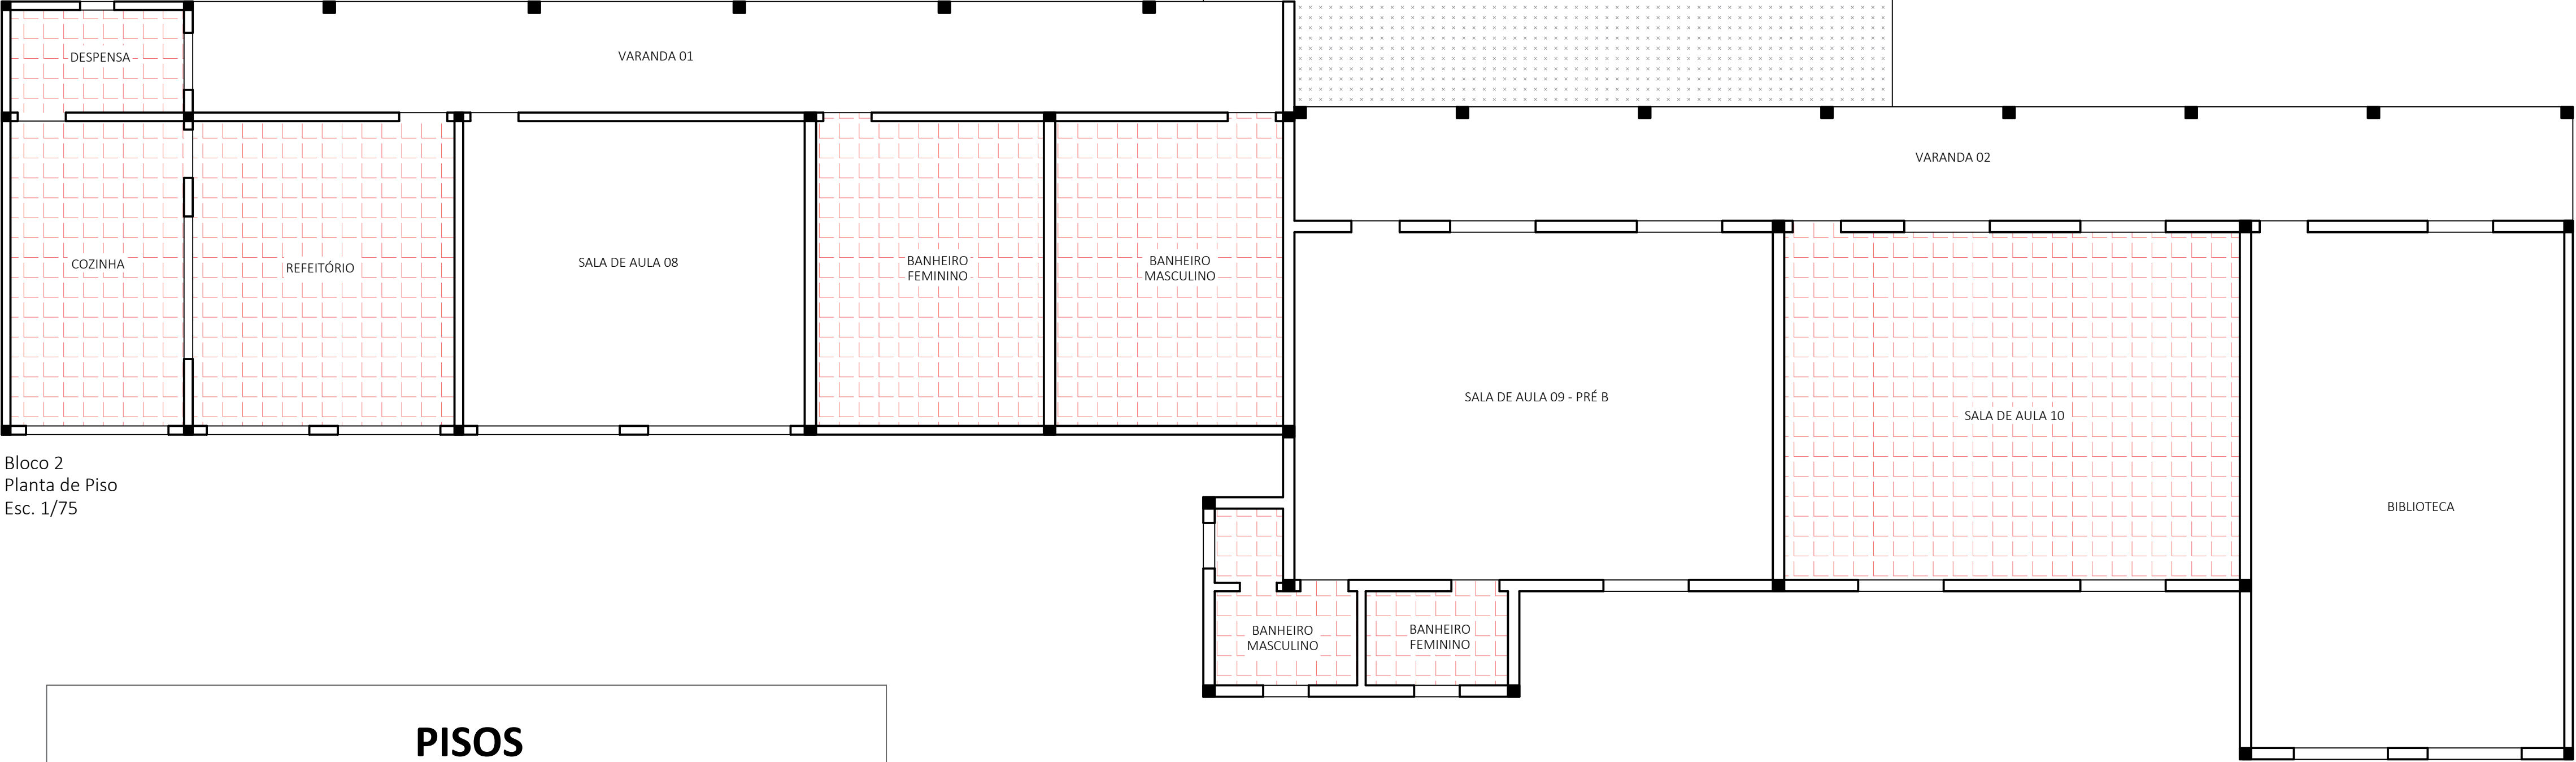 DESPENSA
VARANDA 01
VARANDA 02
COZINHA
REFEITÓRIO
SALA DE AULA 08
BANHEIRO
FEMININO
BANHEIRO
MASCULINO
SALA DE AULA 09 - PRÉ B
SALA DE AULA 10
BIBLIOTECA
Bloco 2
Planta de Piso
Esc. 1/75
BANHEIRO
MASCULINO
BANHEIRO
FEMININO
PISOS